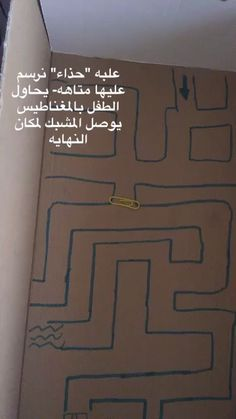 علبه "حذاء" نرسم
عليها متاهه- يحاول
الطفل بالمغناطيس
يوصل المشبك لمكان
النهايه